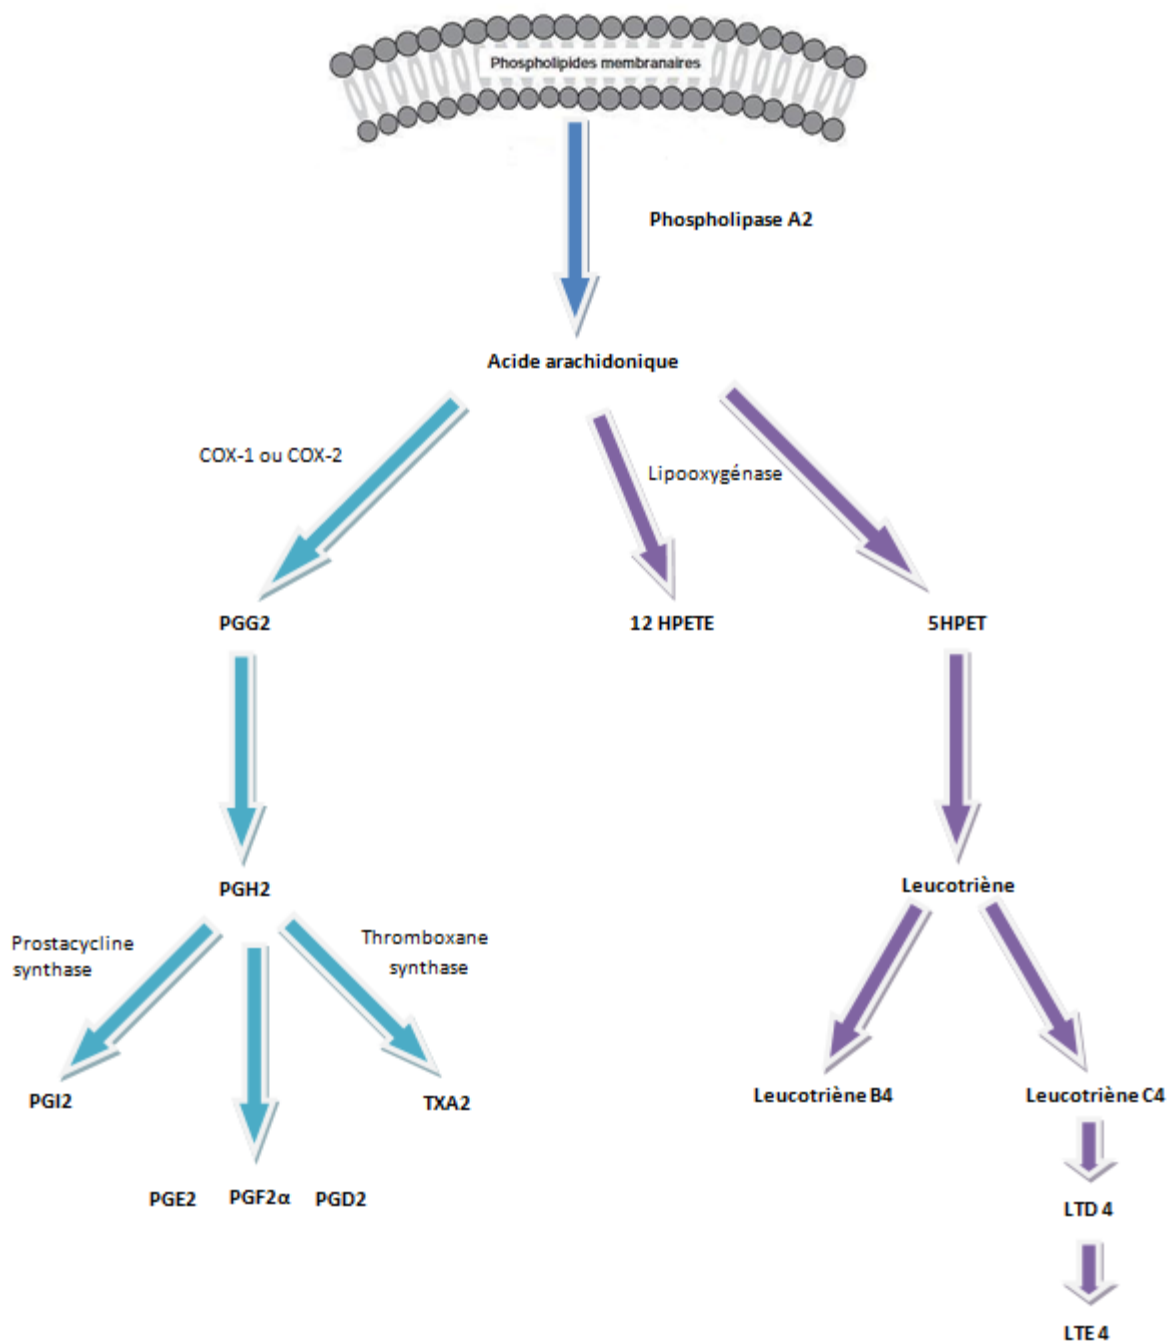 Phospholipides membranaires
Phospholipase A2
Acide arachidonique
COX-1 ou COX-2
Lipooxygénase
PGG2
12 HPETE
5HPET
PGH2
Leucotriène
Prostacycline
synthase
Thromboxane
synthase
PGI2
TXA2
Leucotriène B4
Leucotriène C4
PGE2
PGF2α
PGD2
LTD 4
LTE 4